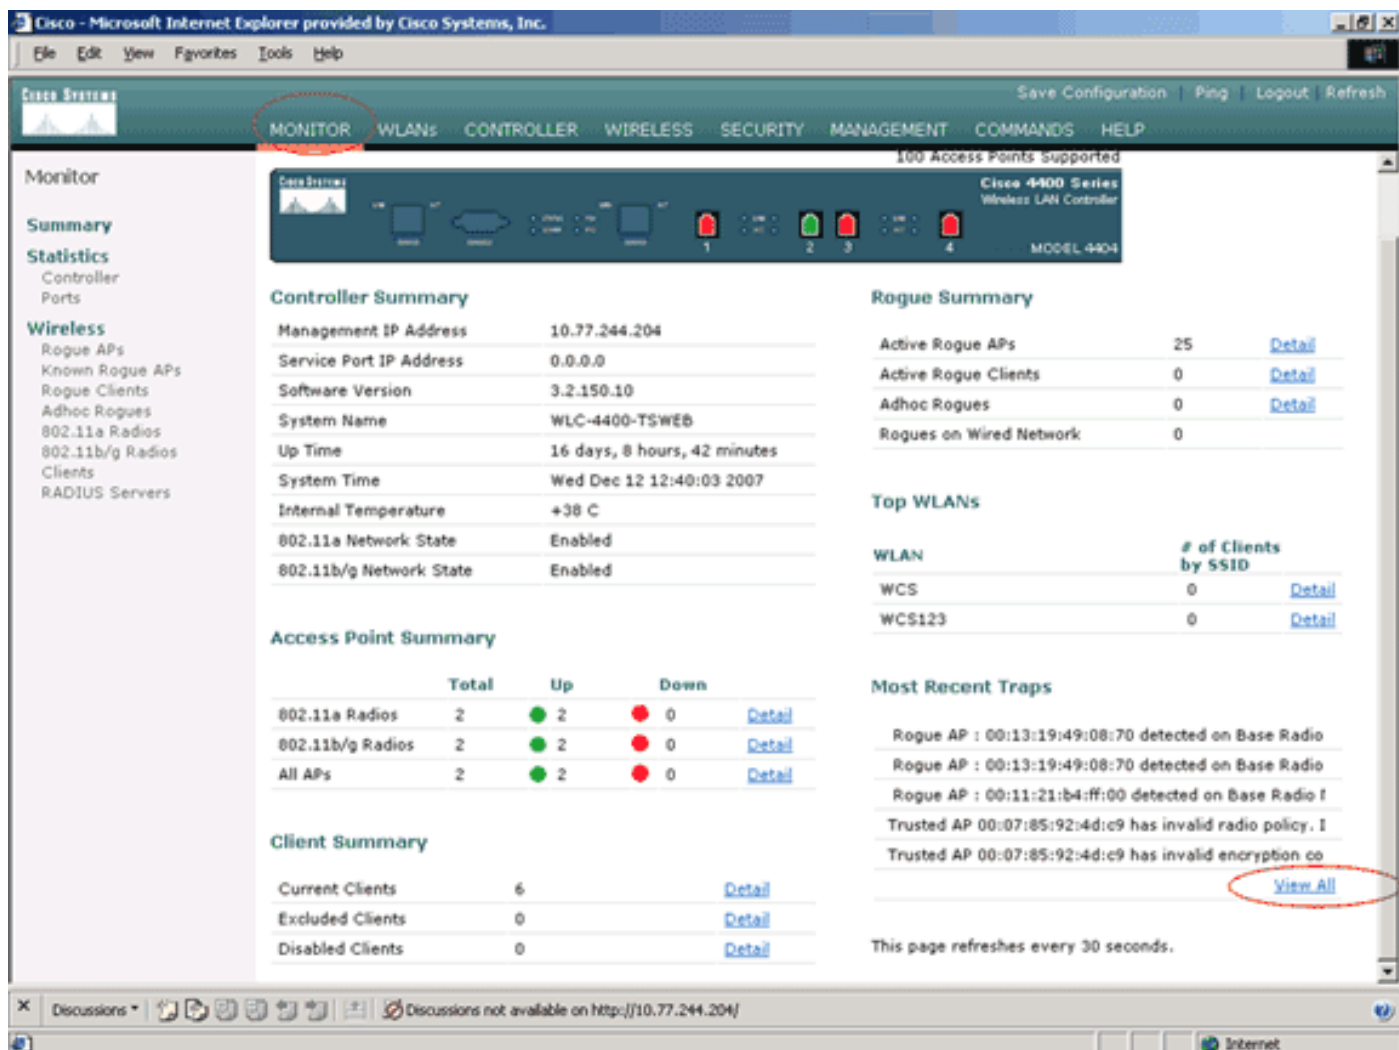 Cisco - Microsoft Internet Explorer provided by Cisco Systems, Inc.
File Edit View Favorites Tools Help
Cisco Systems
Save Configuration | Ping | Logout | Refresh
MONITOR WLANs CONTROLLER WIRELESS SECURITY MANAGEMENT COMMANDS HELP
Monitor
Summary
Statistics
Controller
Ports
Wireless
Rogue APs
Known Rogue APs
Rogue Clients
Adhoc Rogues
802.11a Radios
802.11b/g Radios
Clients
RADIUS Servers
100 Access Points Supported
Cisco Systems
Cisco 4400 Series
Wireless LAN Controller
1 2 3 4
MODEL 4404
Controller Summary
Management IP Address 10.77.244.204
Service Port IP Address 0.0.0.0
Software Version 3.2.150.10
System Name WLC-4400-TSWEB
Up Time 16 days, 8 hours, 42 minutes
System Time Wed Dec 12 12:40:03 2007
Internal Temperature +38 C
802.11a Network State Enabled
802.11b/g Network State Enabled
Access Point Summary
Total Up Down
802.11a Radios 2 2 0 Detail
802.11b/g Radios 2 2 0 Detail
All APs 2 2 0 Detail
Client Summary
Current Clients 6 Detail
Excluded Clients 0 Detail
Disabled Clients 0 Detail
Rogue Summary
Active Rogue APs 25 Detail
Active Rogue Clients 0 Detail
Adhoc Rogues 0 Detail
Rogues on Wired Network 0
Top WLANs
WLAN # of Clients by SSID
WCS 0 Detail
WCS123 0 Detail
Most Recent Traps
Rogue AP : 00:13:19:49:08:70 detected on Base Radio
Rogue AP : 00:13:19:49:08:70 detected on Base Radio
Rogue AP : 00:11:21:b4:ff:00 detected on Base Radio
Trusted AP 00:07:85:92:4d:c9 has invalid radio policy. I
Trusted AP 00:07:85:92:4d:c9 has invalid encryption co
View All
This page refreshes every 30 seconds.
Discussions Discussions not available on http://10.77.244.204/
Internet